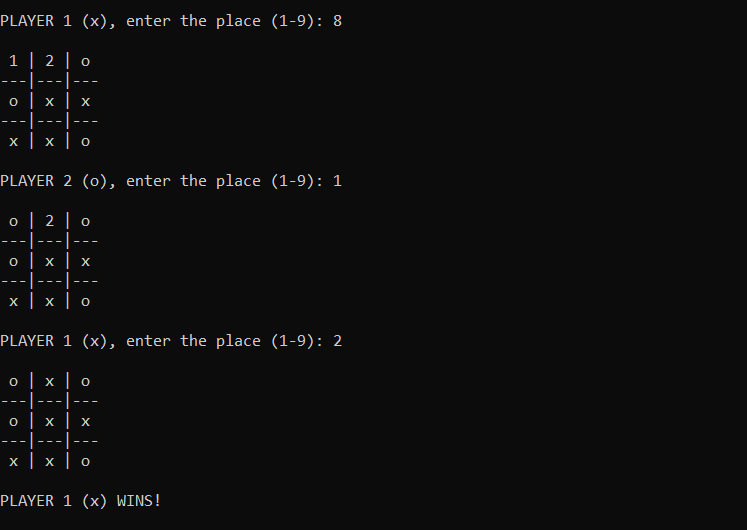 PLAYER 1 (x), enter the place (1-9): 8
 1 | 2 | o
---|---|---
 o | x | x
---|---|---
 x | x | o
PLAYER 2 (o), enter the place (1-9): 1
 o | 2 | o
---|---|---
 o | x | x
---|---|---
 x | x | o
PLAYER 1 (x), enter the place (1-9): 2
 o | x | o
---|---|---
 o | x | x
---|---|---
 x | x | o
PLAYER 1 (x) WINS!